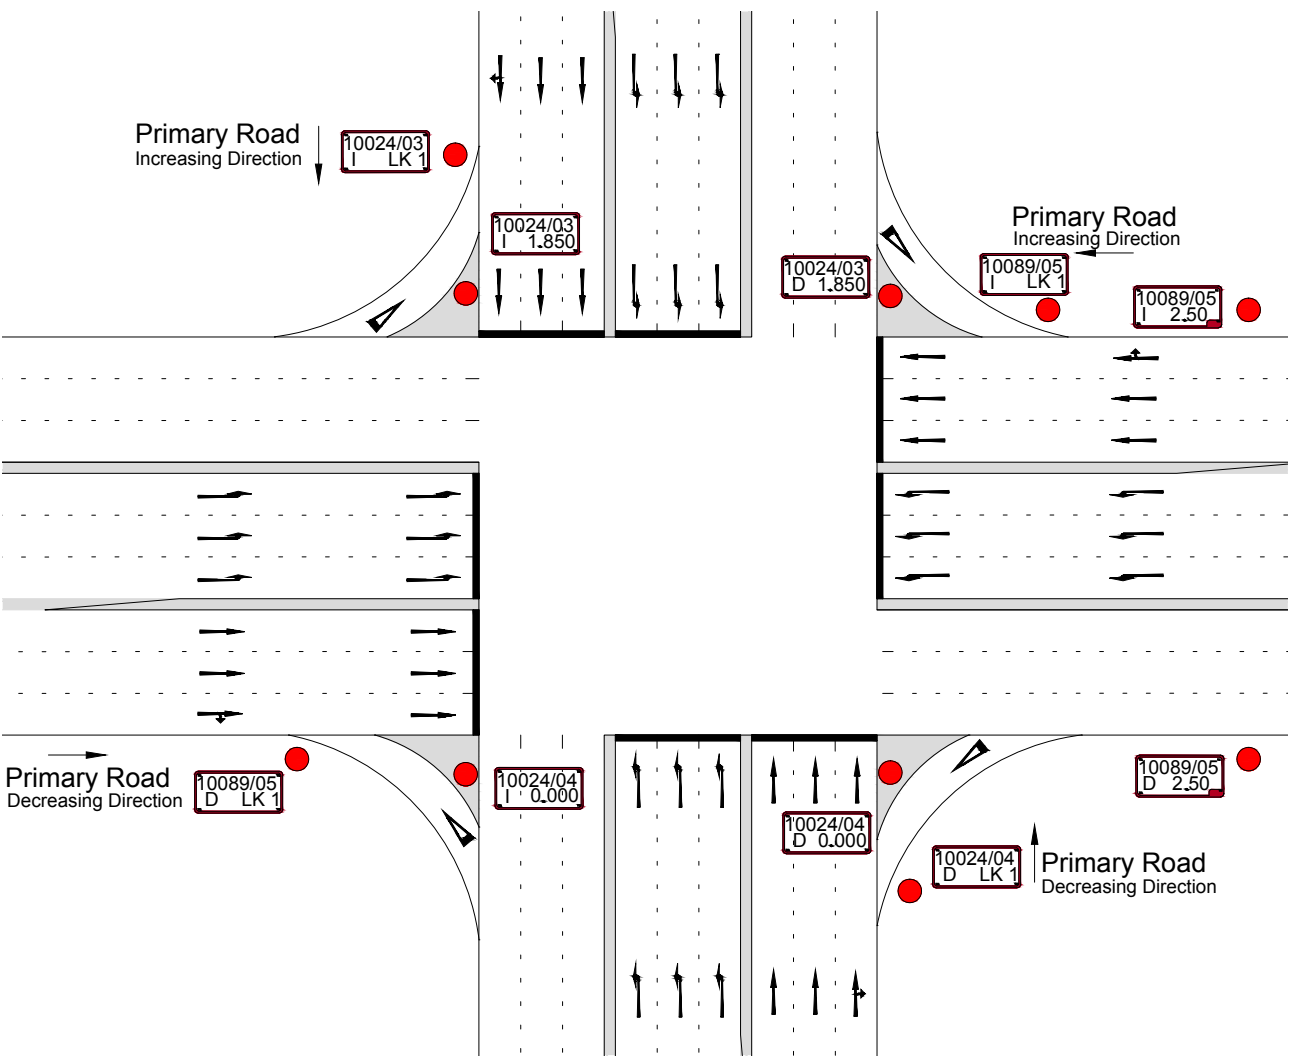 Primary Road
Increasing Direction
10024/03
I LK 1
10024/03
I 1.850
10024/03
D 1.850
Primary Road
Increasing Direction
10089/05
I LK 1
10089/05
I 2.50
Primary Road
Decreasing Direction
10089/05
D LK 1
10024/04
I 0.000
10024/04
D 0.000
10089/05
D 2.50
10024/04
D LK 1
Primary Road
Decreasing Direction